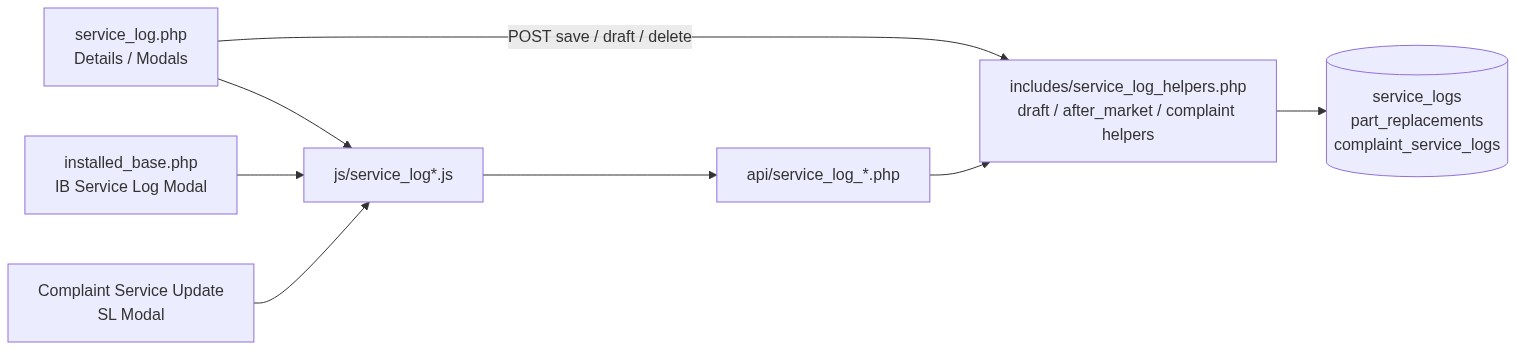 service_log.php
Details / Modals
POST save / draft / delete
includes/service_log_helpers.php
draft / after_market / complaint
helpers
service_logs
part_replacements
complaint_service_logs
installed_base.php
IB Service Log Modal
js/service_log*.js
api/service_log_*.php
Complaint Service Update
SL Modal